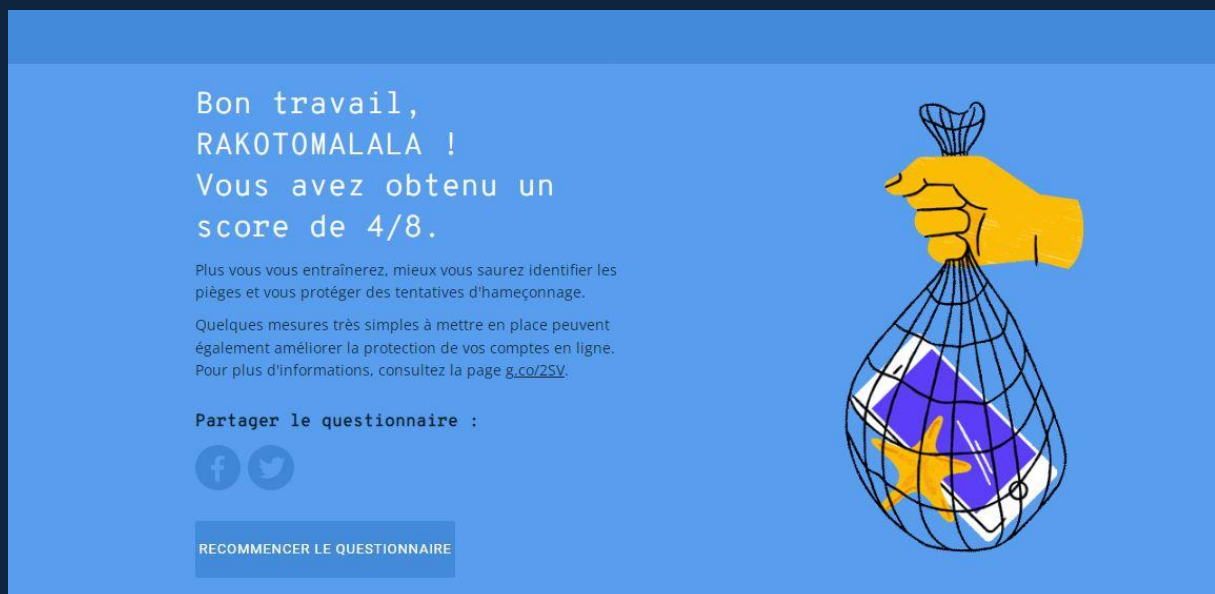 Bon travail,
RAKOTOMALALA !
Vous avez obtenu un
score de 4/8.
Plus vous vous entraînerez, mieux vous saurez identifier les
pièges et vous protéger des tentatives d'hameçonnage.
Quelques mesures très simples à mettre en place peuvent
également améliorer la protection de vos comptes en ligne.
Pour plus d'informations, consultez la page g.co/2SV.
Partager le questionnaire :
RECOMMENCER LE QUESTIONNAIRE